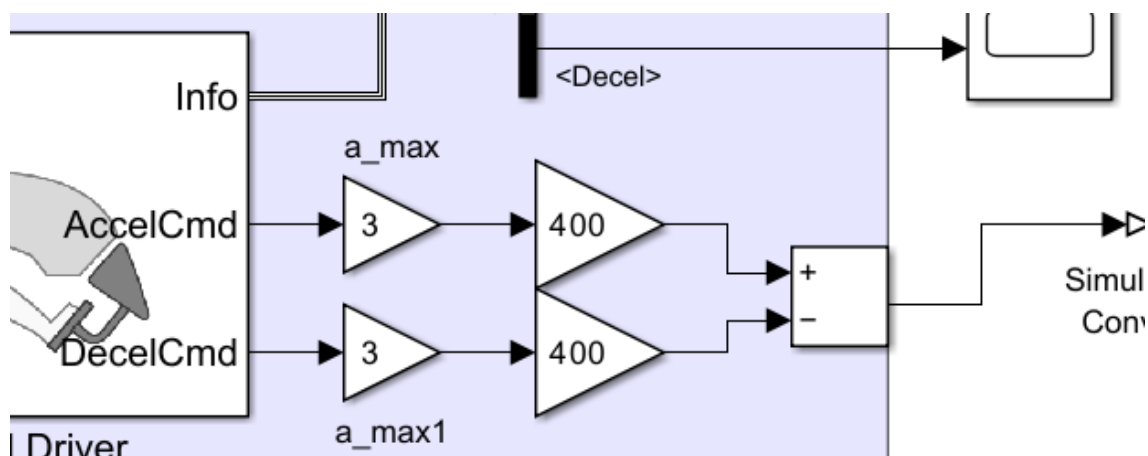 Info
<Decel>
a_max
AccelCmd
3
400
+
Simul
Conv
−
DecelCmd
3
400
a_max1
Driver